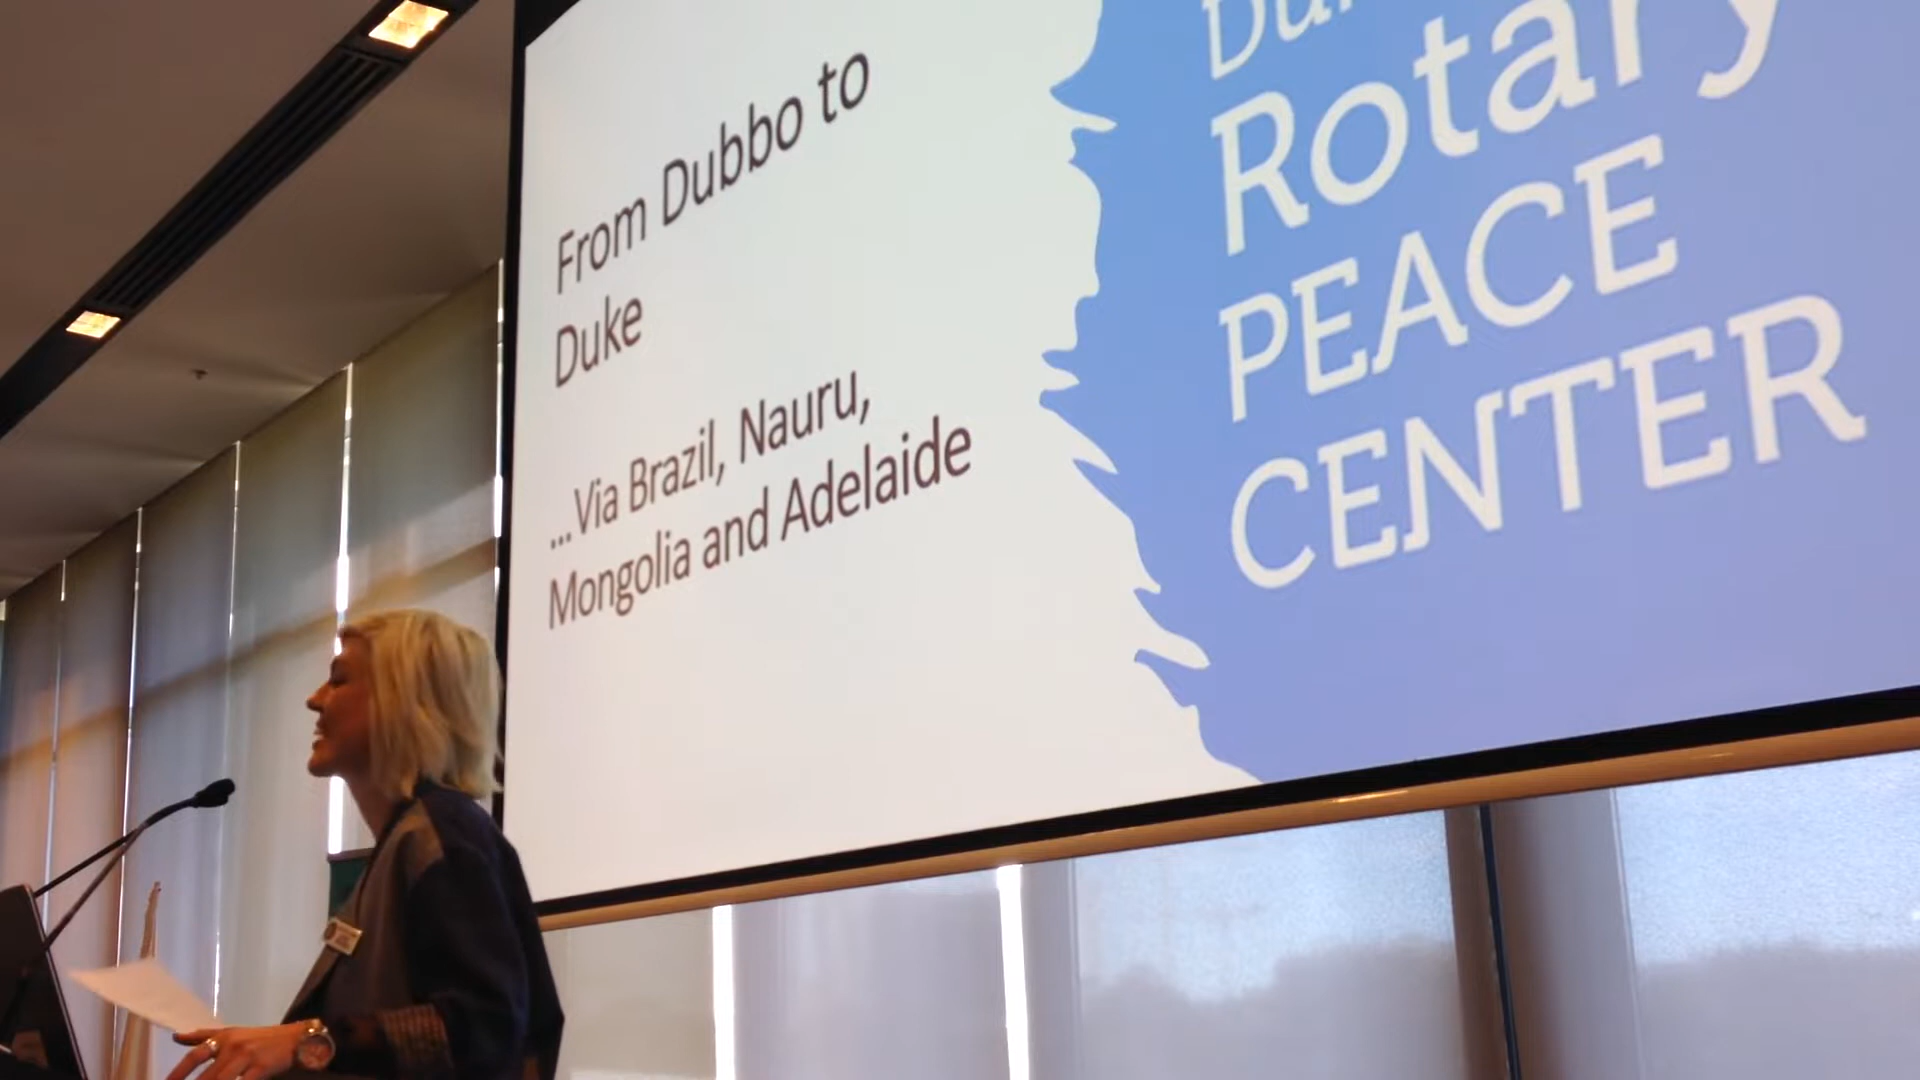 From Dubbo to
Duke
...Via Brazil, Nauru,
Mongolia and Adelaide
Rotary
PEACE
CENTER